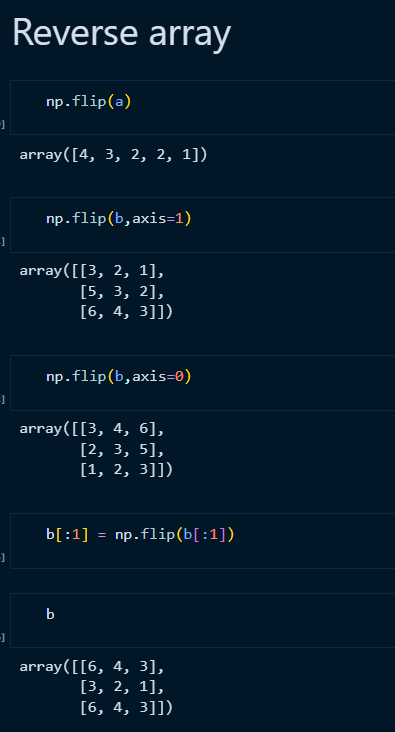 Reverse array
np.flip(a)
array([4, 3, 2, 2, 1])
np.flip(b,axis=1)
array([[3, 2, 1],
       [5, 3, 2],
       [6, 4, 3]])
np.flip(b,axis=0)
array([[3, 4, 6],
       [2, 3, 5],
       [1, 2, 3]])
b[:1] = np.flip(b[:1])
b
array([[6, 4, 3],
       [3, 2, 1],
       [6, 4, 3]])